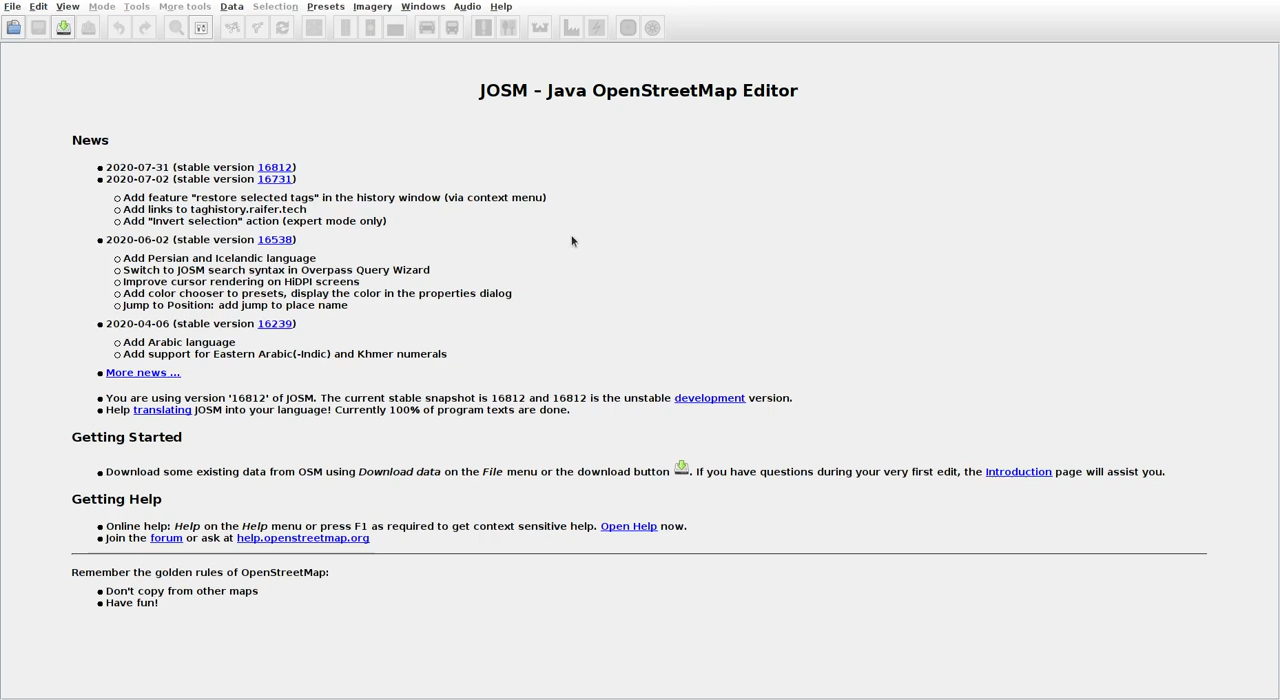 File Edit View Mode Tools More tools Data Selection Presets Imagery Windows Audio Help
JOSM – Java OpenStreetMap Editor
News
2020-07-31 (stable version 16812)
2020-07-02 (stable version 16731)
Add feature "restore selected tags" in the history window (via context menu)
Add links to taghistory.raifer.tech
Add "Invert selection" action (expert mode only)
2020-06-02 (stable version 16538)
Add Persian and Icelandic language
Switch to JOSM search syntax in Overpass Query Wizard
Improve cursor rendering on HiDPI screens
Add color chooser to presets, display the color in the properties dialog
Jump to Position: add jump to place name
2020-04-06 (stable version 16239)
Add Arabic language
Add support for Eastern Arabic(-Indic) and Khmer numerals
More news ...
You are using version '16812' of JOSM. The current stable snapshot is 16812 and 16812 is the unstable development version.
Help translating JOSM into your language! Currently 100% of program texts are done.
Getting Started
Download some existing data from OSM using Download data on the File menu or the download button . If you have questions during your very first edit, the Introduction page will assist you.
Getting Help
Online help: Help on the Help menu or press F1 as required to get context sensitive help. Open Help now.
Join the forum or ask at help.openstreetmap.org
Remember the golden rules of OpenStreetMap:
Don't copy from other maps
Have fun!